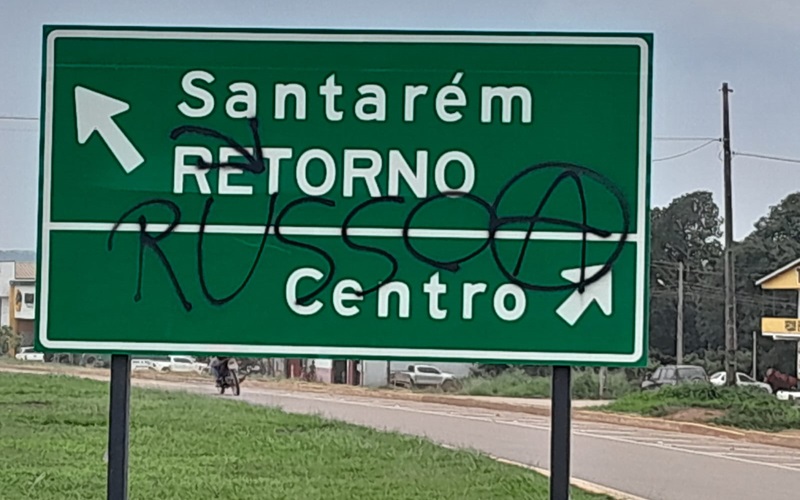 Santarém
RETORNO
RUSSO A
Centro